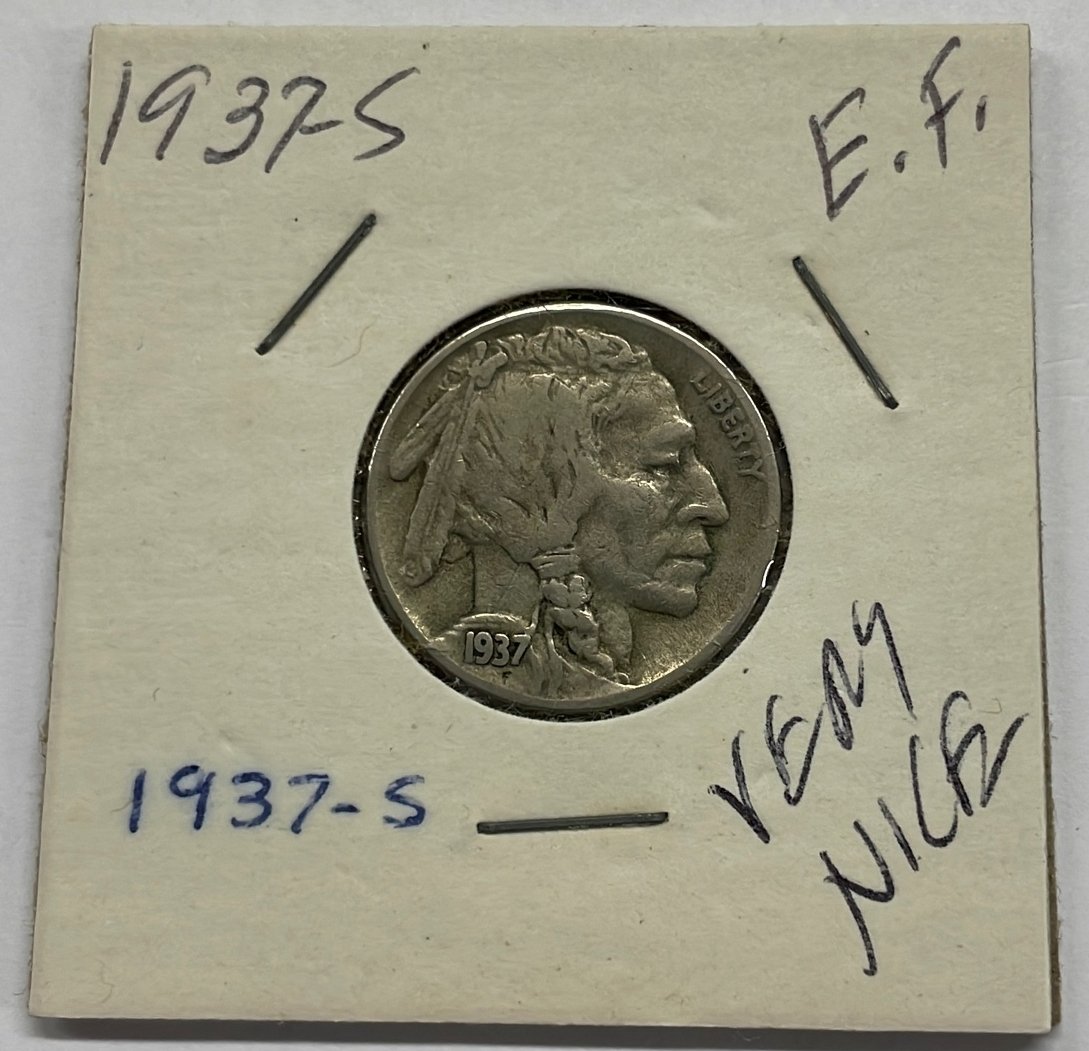 1937-S
E.F.
LIBERTY
1937
F
1937-S
VERY
NICE